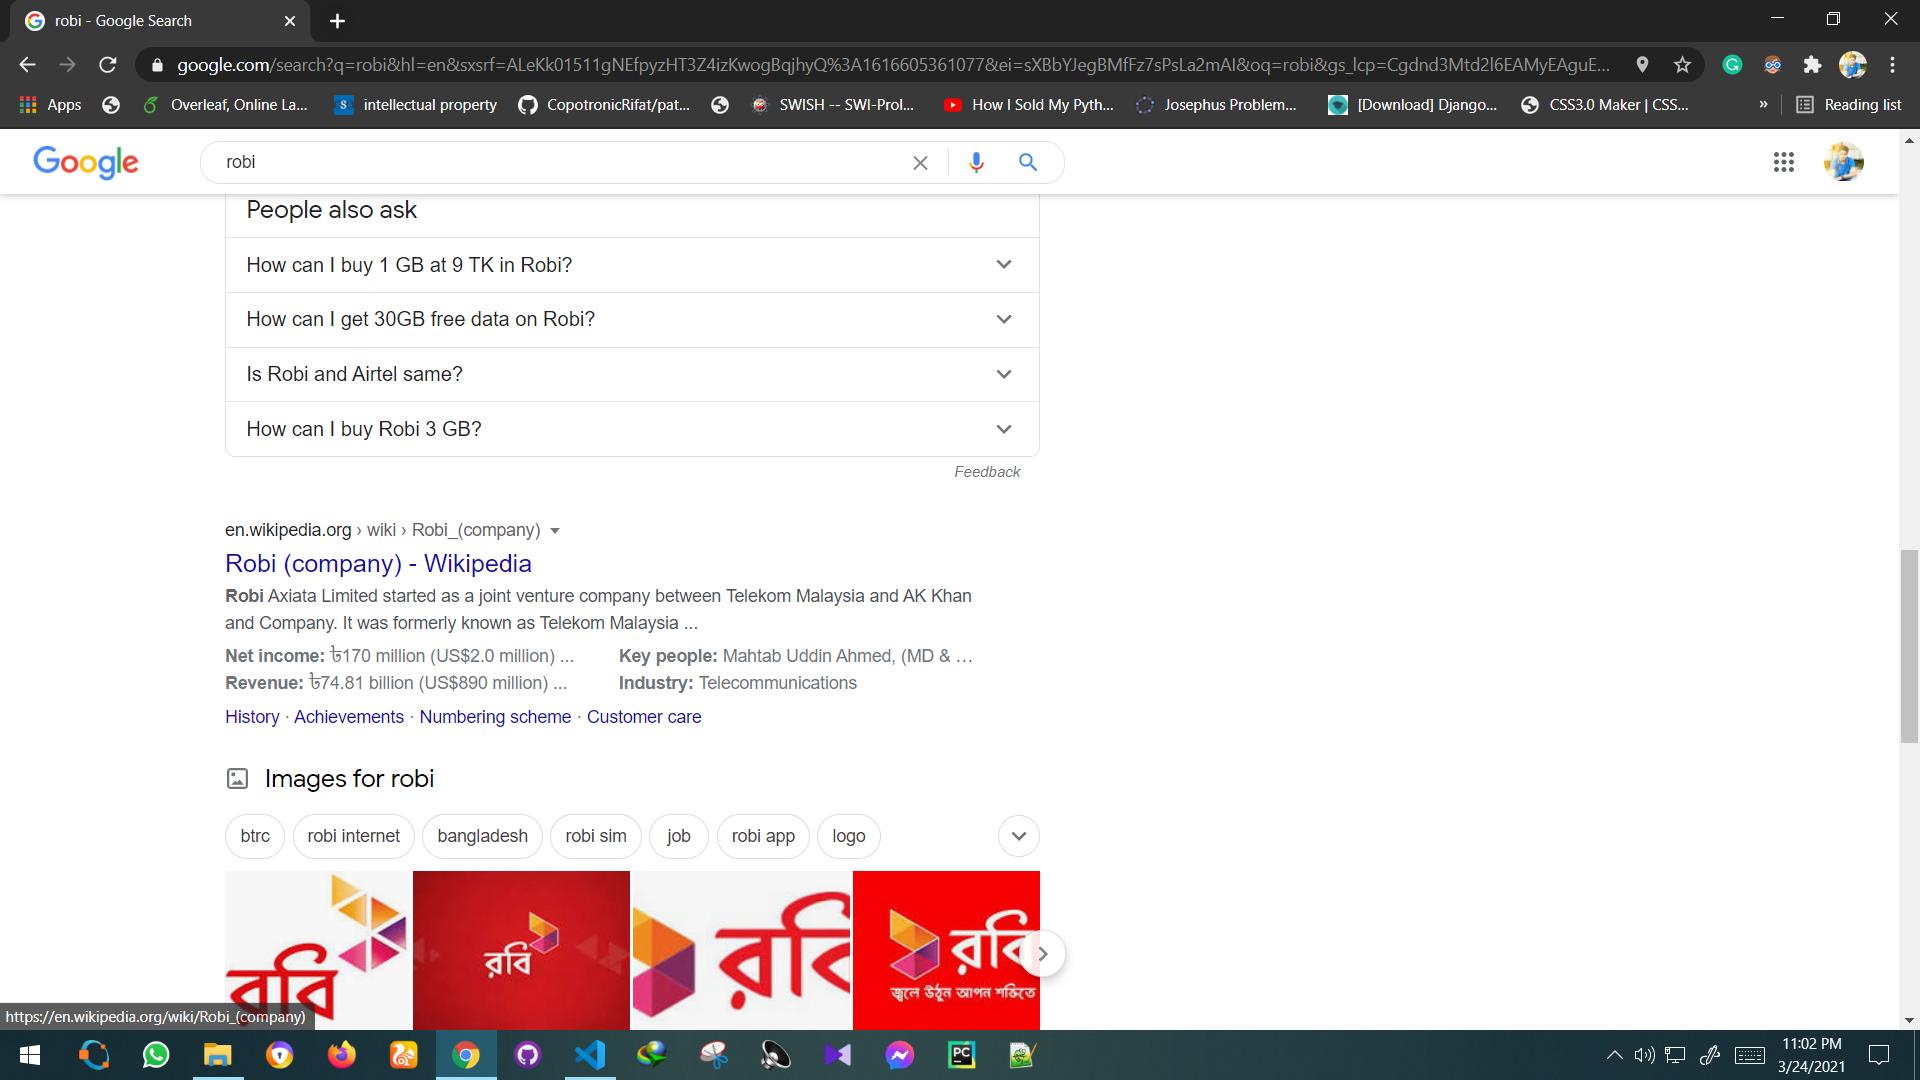 robi - Google Search
google.com/search?q=robi&hl=en&sxsrf=ALeKk01511gNEfpyzHT3Z4izKwogBqjhyQ%3A1616605361077&ei=sXBbYJegBMfFz7sPsLa2mAI&oq=robi&gs_lcp=Cgdnd3Mtd2l6EAMyEAguE...
Apps
Overleaf, Online La...
intellectual property
CopotronicRifat/pat...
SWISH -- SWI-Prol...
How I Sold My Pyth...
Josephus Problem...
[Download] Django...
CSS3.0 Maker | CSS...
»
Reading list
Google
robi
People also ask
How can I buy 1 GB at 9 TK in Robi?
How can I get 30GB free data on Robi?
Is Robi and Airtel same?
How can I buy Robi 3 GB?
Feedback
en.wikipedia.org › wiki › Robi_(company)
Robi (company) - Wikipedia
Robi Axiata Limited started as a joint venture company between Telekom Malaysia and AK Khan
and Company. It was formerly known as Telekom Malaysia ...
Net income: ৳170 million (US$2.0 million) ... Key people: Mahtab Uddin Ahmed, (MD & …
Revenue: ৳74.81 billion (US$890 million) ... Industry: Telecommunications
History · Achievements · Numbering scheme · Customer care
Images for robi
btrc robi internet bangladesh robi sim job robi app logo
রবি
রবি
রবি
রবি
জ্বলে উঠুন আপন শক্তিতে
https://en.wikipedia.org/wiki/Robi_(company)
PC
11:02 PM
3/24/2021